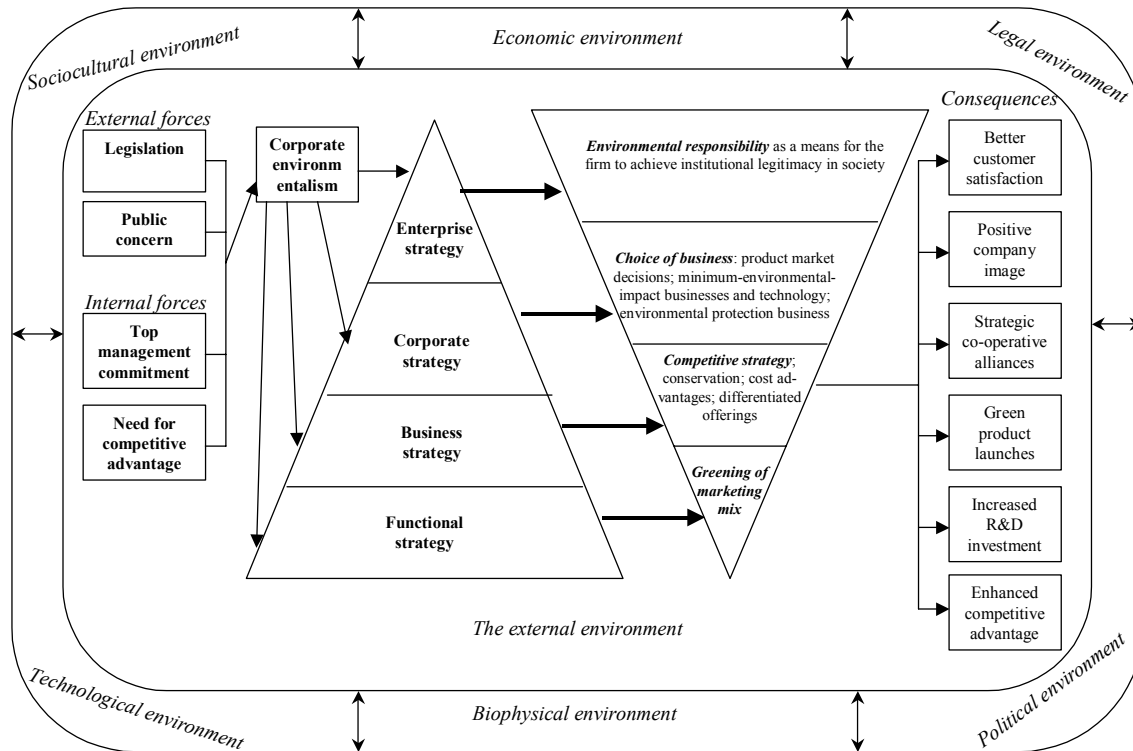 Sociocultural environment
Economic environment
Legal environment
External forces
Legislation
Public
concern
Internal forces
Top
management
commitment
Need for
competitive
advantage
Corporate
environm
entalism
Enterprise
strategy
Corporate
strategy
Business
strategy
Functional
strategy
Environmental responsibility as a means for the
firm to achieve institutional legitimacy in society
Choice of business: product market
decisions; minimum-environmental-
impact businesses and technology;
environmental protection business
Competitive strategy;
conservation; cost ad-
vantages; differentiated
offerings
Greening of
marketing
mix
Consequences
Better
customer
satisfaction
Positive
company
image
Strategic
co-operative
alliances
Green
product
launches
Increased
R&D
investment
Enhanced
competitive
advantage
The external environment
Technological environment
Biophysical environment
Political environment